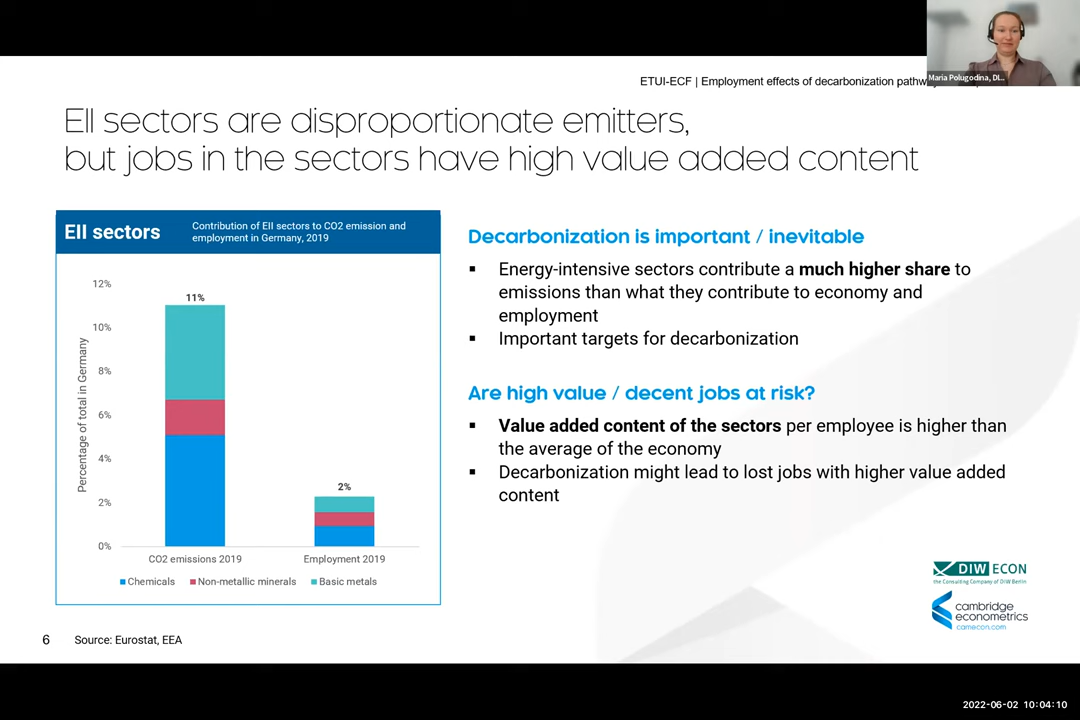 ETUI-ECF | Employment effects of decarbonization
Maria Polugodina, DI...
EII sectors are disproportionate emitters,
but jobs in the sectors have high value added content
EII sectors
Contribution of EII sectors to CO2 emission and
employment in Germany, 2019
Percentage of total in Germany
12%
10%
8%
6%
4%
2%
0%
11%
2%
CO2 emissions 2019
Employment 2019
Chemicals
Non-metallic minerals
Basic metals
Decarbonization is important / inevitable
▪ Energy-intensive sectors contribute a much higher share to
emissions than what they contribute to economy and
employment
▪ Important targets for decarbonization
Are high value / decent jobs at risk?
▪ Value added content of the sectors per employee is higher than
the average of the economy
▪ Decarbonization might lead to lost jobs with higher value added
content
DIW ECON
the Consulting Company of DIW Berlin
cambridge
econometrics
camecon.com
6
Source: Eurostat, EEA
2022-06-02 10:04:10